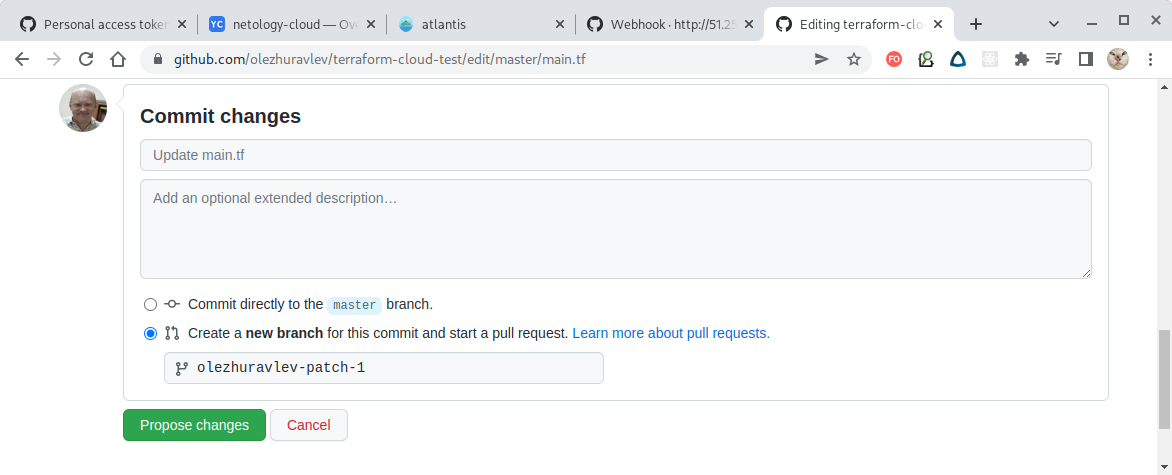 Personal access token
YC netology-cloud — Ove
atlantis
Webhook · http://51.25
Editing terraform-clo
github.com/olezhuravlev/terraform-cloud-test/edit/master/main.tf
FO
Commit changes
Update main.tf
Add an optional extended description…
Commit directly to the master branch.
Create a new branch for this commit and start a pull request. Learn more about pull requests.
olezhuravlev-patch-1
Propose changes Cancel